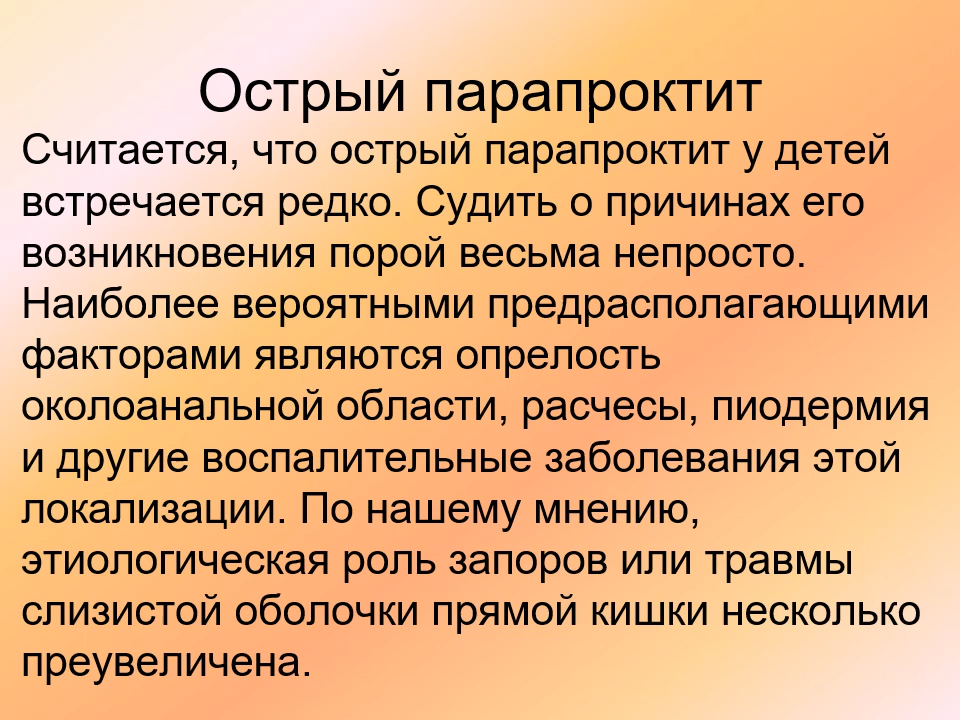 Острый парапроктит
Считается, что острый парапроктит у детей
встречается редко. Судить о причинах его
возникновения порой весьма непросто.
Наиболее вероятными предрасполагающими
факторами являются опрелость
околоанальной области, расчесы, пиодермия
и другие воспалительные заболевания этой
локализации. По нашему мнению,
этиологическая роль запоров или травмы
слизистой оболочки прямой кишки несколько
преувеличена.